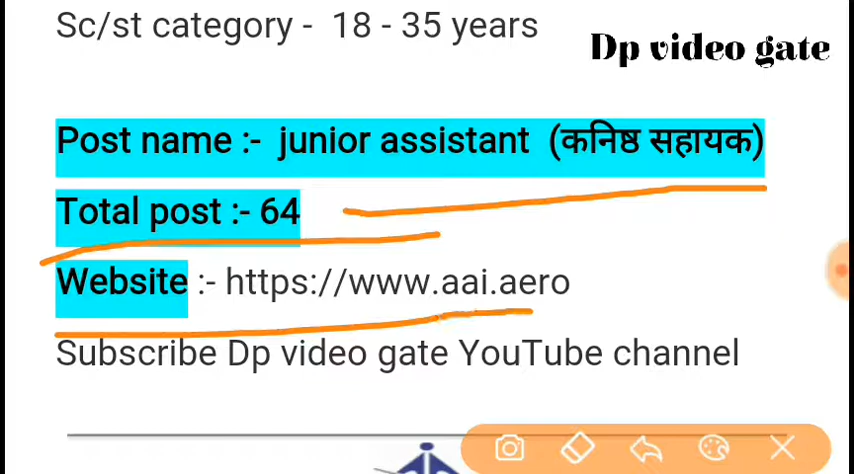 Sc/st category - 18 - 35 years
Dp video gate
Post name :- junior assistant (कनिष्ठ सहायक)
Total post :- 64
Website :- https://www.aai.aero
Subscribe Dp video gate YouTube channel